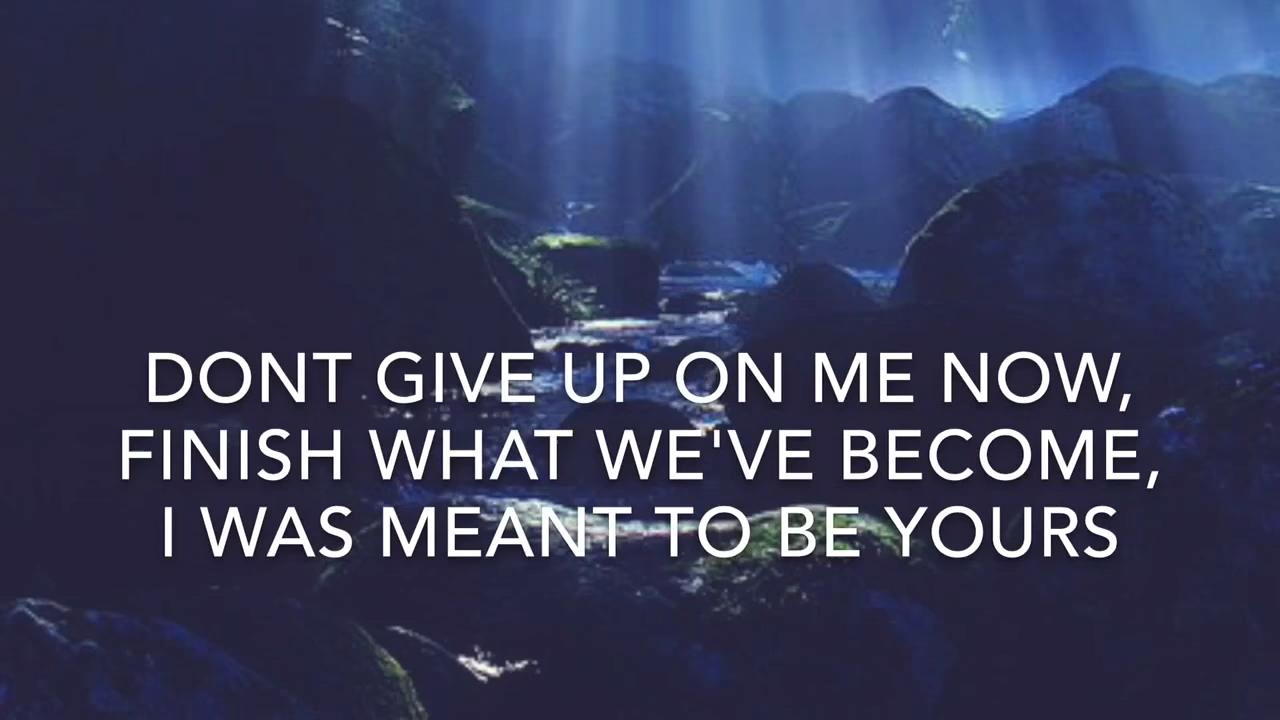 DONT GIVE UP ON ME NOW,
FINISH WHAT WE'VE BECOME,
I WAS MEANT TO BE YOURS